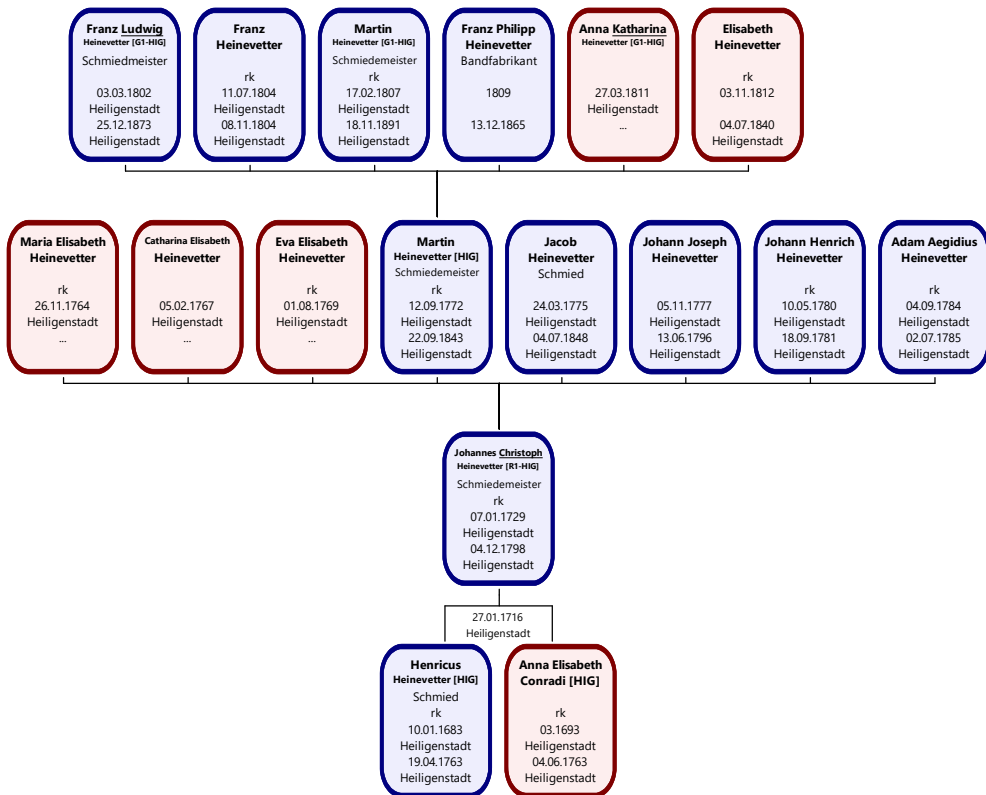 Franz Ludwig
Heinevetter [G1-HIG]
Schmiedmeister
03.03.1802
Heiligenstadt
25.12.1873
Heiligenstadt
Franz
Heinevetter
rk
11.07.1804
Heiligenstadt
08.11.1804
Heiligenstadt
Martin
Heinevetter [G1-HIG]
Schmiedemeister
rk
17.02.1807
Heiligenstadt
18.11.1891
Heiligenstadt
Franz Philipp
Heinevetter
Bandfabrikant
1809
13.12.1865
Anna Katharina
Heinevetter [G1-HIG]
27.03.1811
Heiligenstadt
...
Elisabeth
Heinevetter
rk
03.11.1812
04.07.1840
Heiligenstadt
Maria Elisabeth
Heinevetter
rk
26.11.1764
Heiligenstadt
...
Catharina Elisabeth
Heinevetter
05.02.1767
Heiligenstadt
...
Eva Elisabeth
Heinevetter
rk
01.08.1769
Heiligenstadt
...
Martin
Heinevetter [HIG]
Schmiedemeister
rk
12.09.1772
Heiligenstadt
22.09.1843
Heiligenstadt
Jacob
Heinevetter
Schmied
24.03.1775
Heiligenstadt
04.07.1848
Heiligenstadt
Johann Joseph
Heinevetter
05.11.1777
Heiligenstadt
13.06.1796
Heiligenstadt
Johann Henrich
Heinevetter
rk
10.05.1780
Heiligenstadt
18.09.1781
Heiligenstadt
Adam Aegidius
Heinevetter
rk
04.09.1784
Heiligenstadt
02.07.1785
Heiligenstadt
Johannes Christoph
Heinevetter [R1-HIG]
Schmiedemeister
rk
07.01.1729
Heiligenstadt
04.12.1798
Heiligenstadt
27.01.1716
Heiligenstadt
Henricus
Heinevetter [HIG]
Schmied
rk
10.01.1683
Heiligenstadt
19.04.1763
Heiligenstadt
Anna Elisabeth
Conradi [HIG]
rk
03.1693
Heiligenstadt
04.06.1763
Heiligenstadt